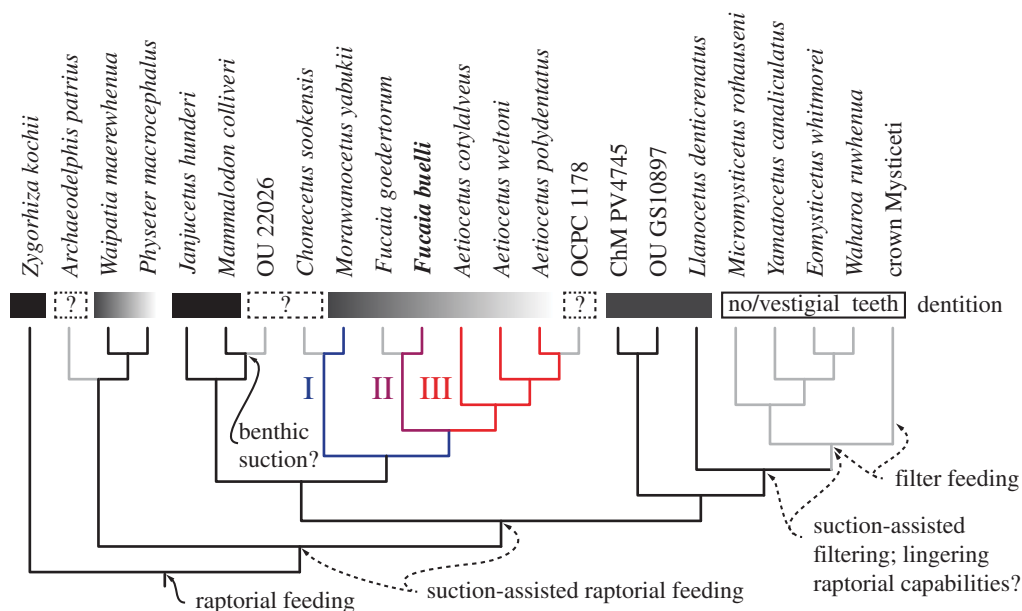 Zygorhiza kochii
Archaeodelphis patrius
Waipatia maerewhenua
Physeter macrocephalus
Janjucetus hunderi
Mammalodon colliveri
OU 22026
Chonecetus sookensis
Morawanocetus yabukii
Fucaia goedertorum
Fucaia buelli
Aetiocetus cotylalveus
Aetiocetus weltoni
Aetiocetus polydentatus
OCPC 1178
ChM PV4745
OU GS10897
Llanocetus denticrenatus
Micromysticetus rothauseni
Yamatocetus canaliculatus
Eomysticetus whitmorei
Waharoa ruwhenua
crown Mysticeti
?
?
?
no/vestigial teeth
dentition
I
II
III
benthic
suction?
filter feeding
suction-assisted
filtering; lingering
raptorial capabilities?
suction-assisted raptorial feeding
raptorial feeding